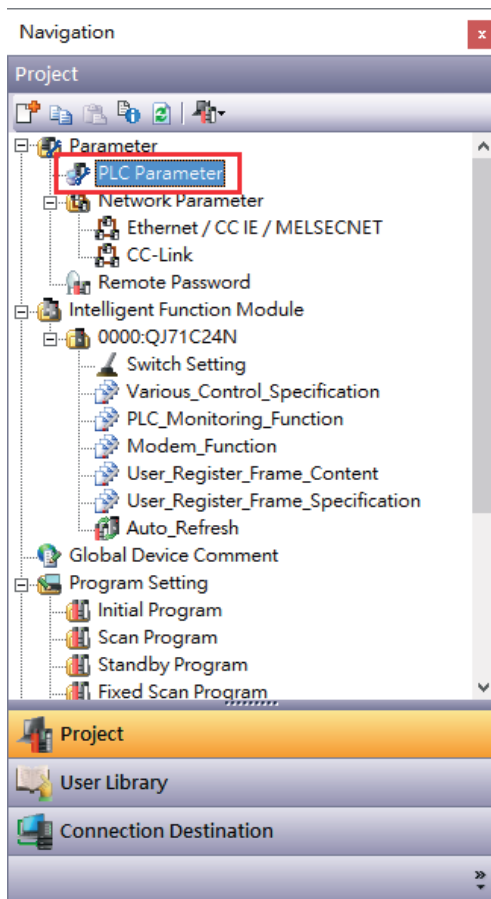 Navigation
x
Project
Parameter
PLC Parameter
Network Parameter
Ethernet / CC IE / MELSECNET
CC-Link
Remote Password
Intelligent Function Module
0000:QJ71C24N
Switch Setting
Various_Control_Specification
PLC_Monitoring_Function
Modem_Function
User_Register_Frame_Content
User_Register_Frame_Specification
Auto_Refresh
Global Device Comment
Program Setting
Initial Program
Scan Program
Standby Program
Fixed Scan Program
Project
User Library
Connection Destination